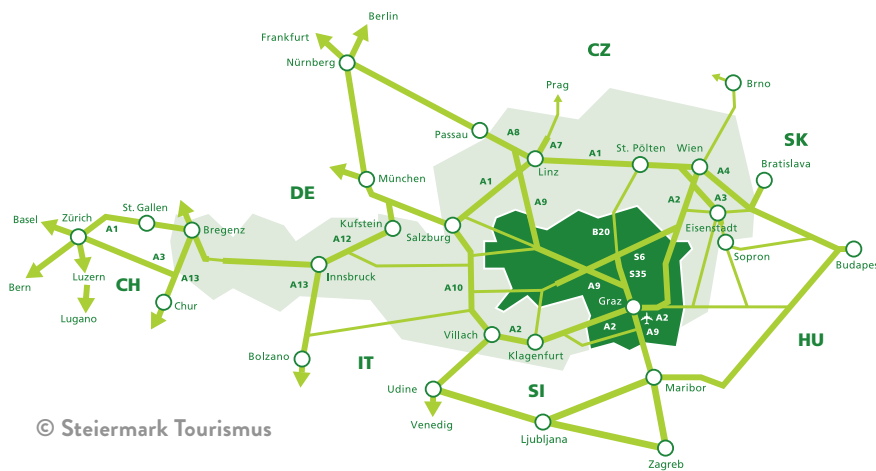 Berlin
Frankfurt
Nürnberg
CZ
Prag
Brno
Passau
A8
A7
Linz
A1
St. Pölten
Wien
SK
A4
Bratislava
München
DE
A1
A9
A2
A3
Eisenstadt
St. Gallen
Basel
Zürich
A1
Bregenz
Kufstein
A12
Salzburg
B20
S6
S35
Sopron
Budapes
A3
Luzern
CH
A13
Bern
Innsbruck
A13
A10
A9
Graz
Chur
Lugano
A2
A2
A2
A9
Villach
Klagenfurt
HU
Bolzano
IT
Udine
SI
Maribor
Venedig
Ljubljana
Zagreb
© Steiermark Tourismus